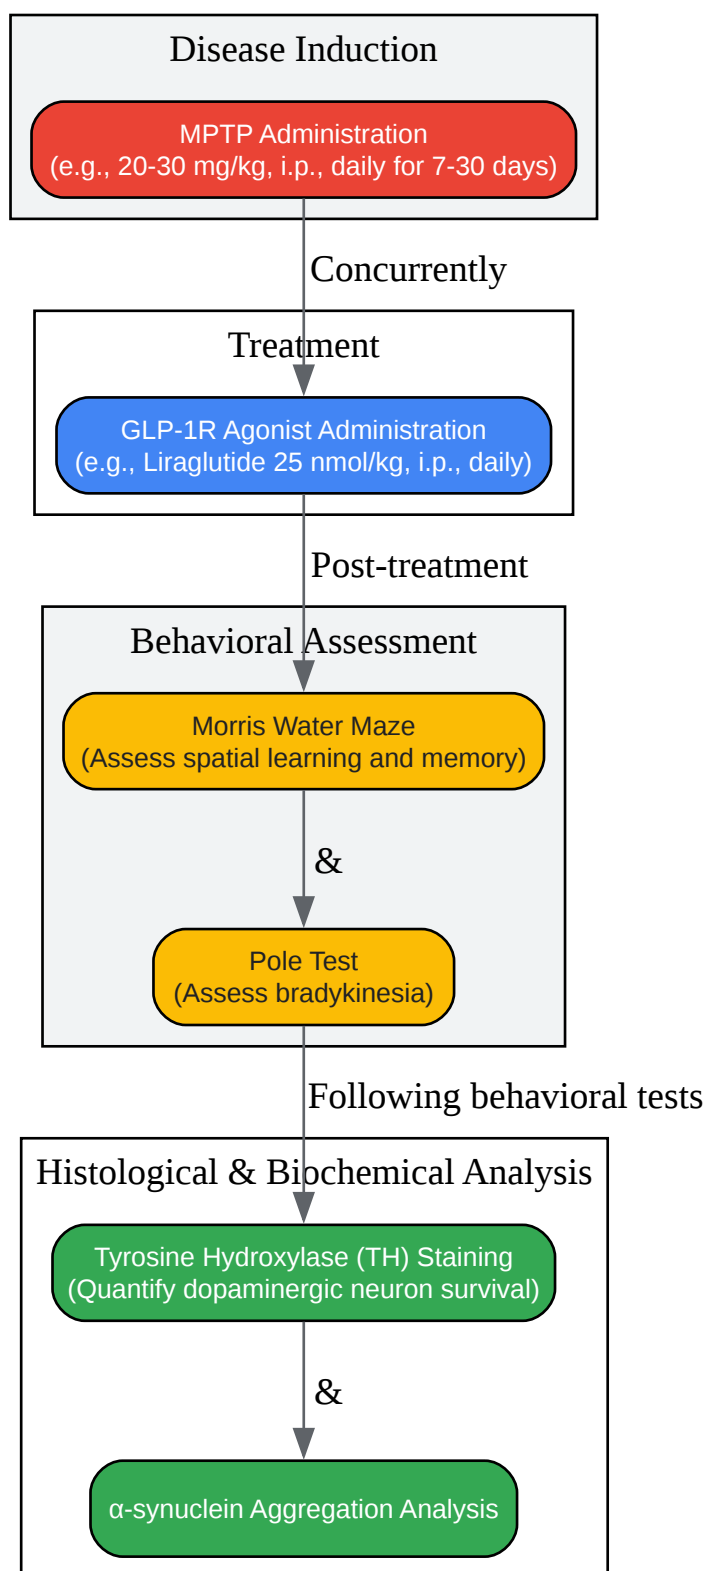 Disease Induction
MPTP Administration
(e.g., 20-30 mg/kg, i.p., daily for 7-30 days)
Concurrently
Treatment
GLP-1R Agonist Administration
(e.g., Liraglutide 25 nmol/kg, i.p., daily)
Post-treatment
Behavioral Assessment
Morris Water Maze
(Assess spatial learning and memory)
&
Pole Test
(Assess bradykinesia)
Following behavioral tests
Histological & Biochemical Analysis
Tyrosine Hydroxylase (TH) Staining
(Quantify dopaminergic neuron survival)
&
α-synuclein Aggregation Analysis